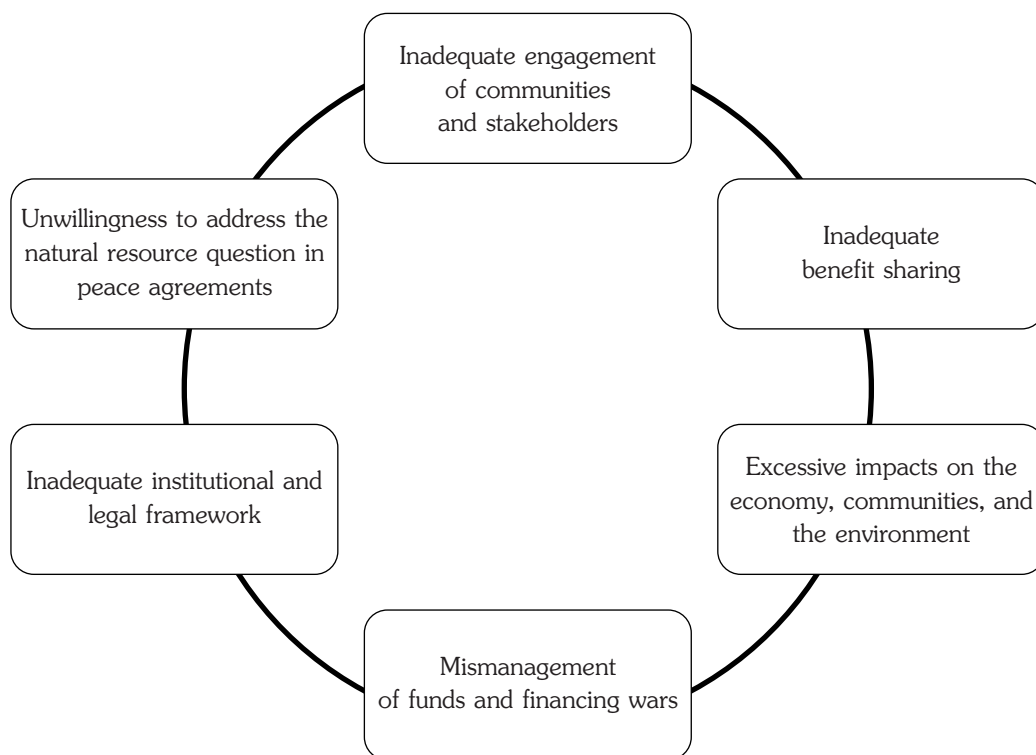 Inadequate engagement
of communities
and stakeholders
Unwillingness to address the
natural resource question in
peace agreements
Inadequate
benefit sharing
Inadequate institutional and
legal framework
Excessive impacts on the
economy, communities, and
the environment
Mismanagement
of funds and financing wars